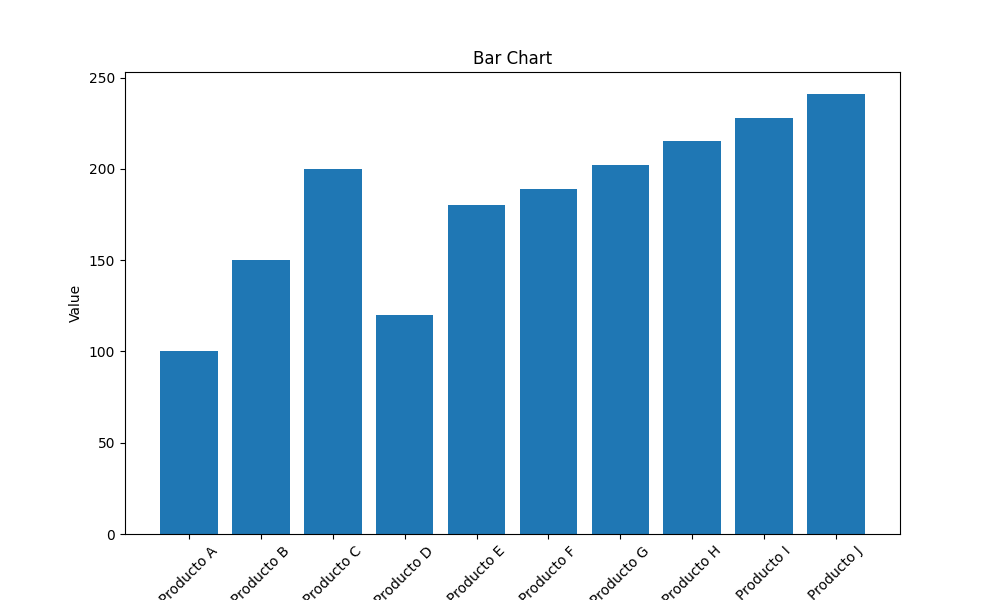 Bar Chart
Value
250
200
150
100
50
0
Producto A
Producto B
Producto C
Producto D
Producto E
Producto F
Producto G
Producto H
Producto I
Producto J